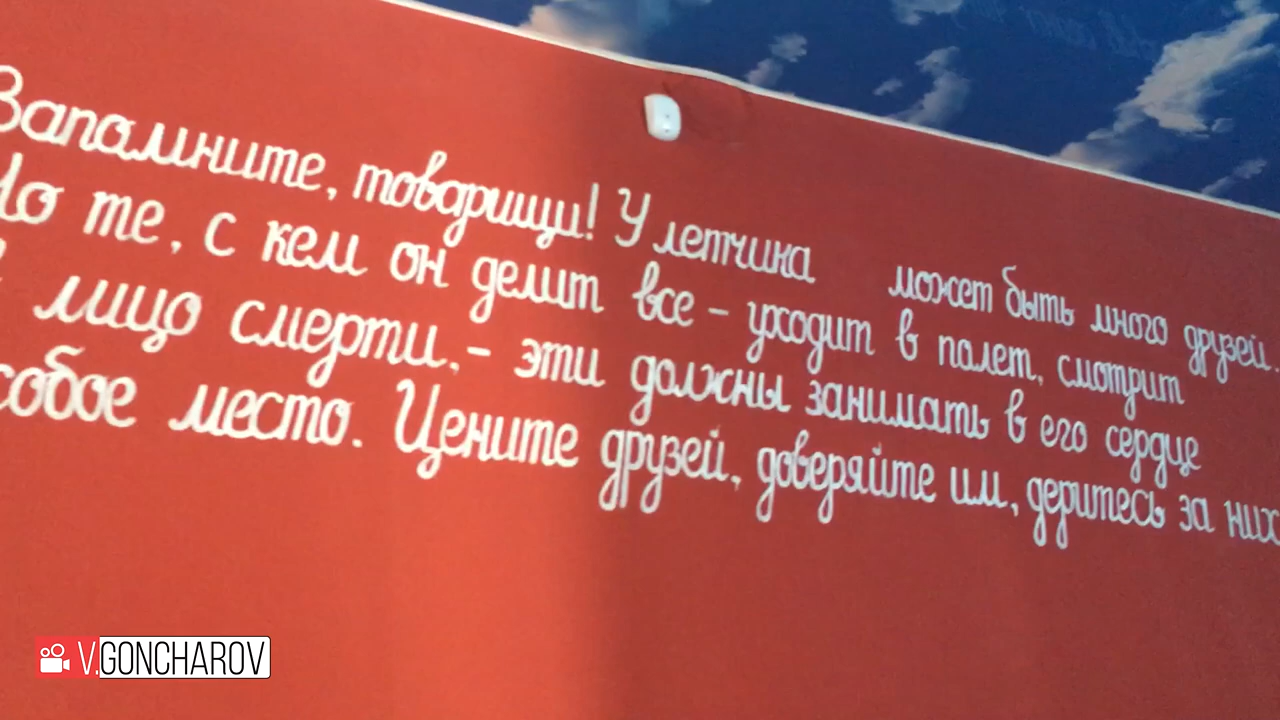 Запомните, товарищи! У летчика может быть много друзей.
Но те, с кем он делит все - уходит в полет, смотрит
лицо смерти, - эти должны занимать в его сердце
особое место. Цените друзей, доверяйте им, деритесь за них
V.GONCHAROV